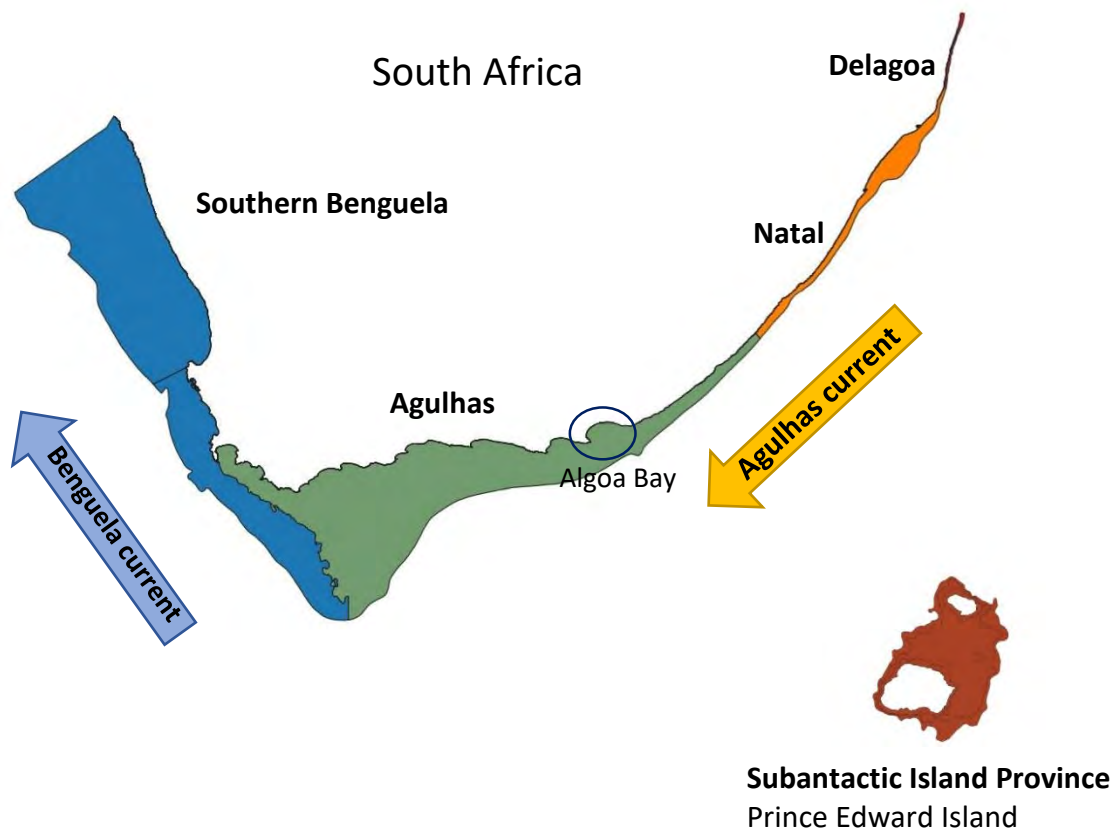 South Africa
Delagoa
Southern Benguela
Natal
Agulhas
Agulhas current
Algoa Bay
Benguela current
Subantactic Island Province
Prince Edward Island